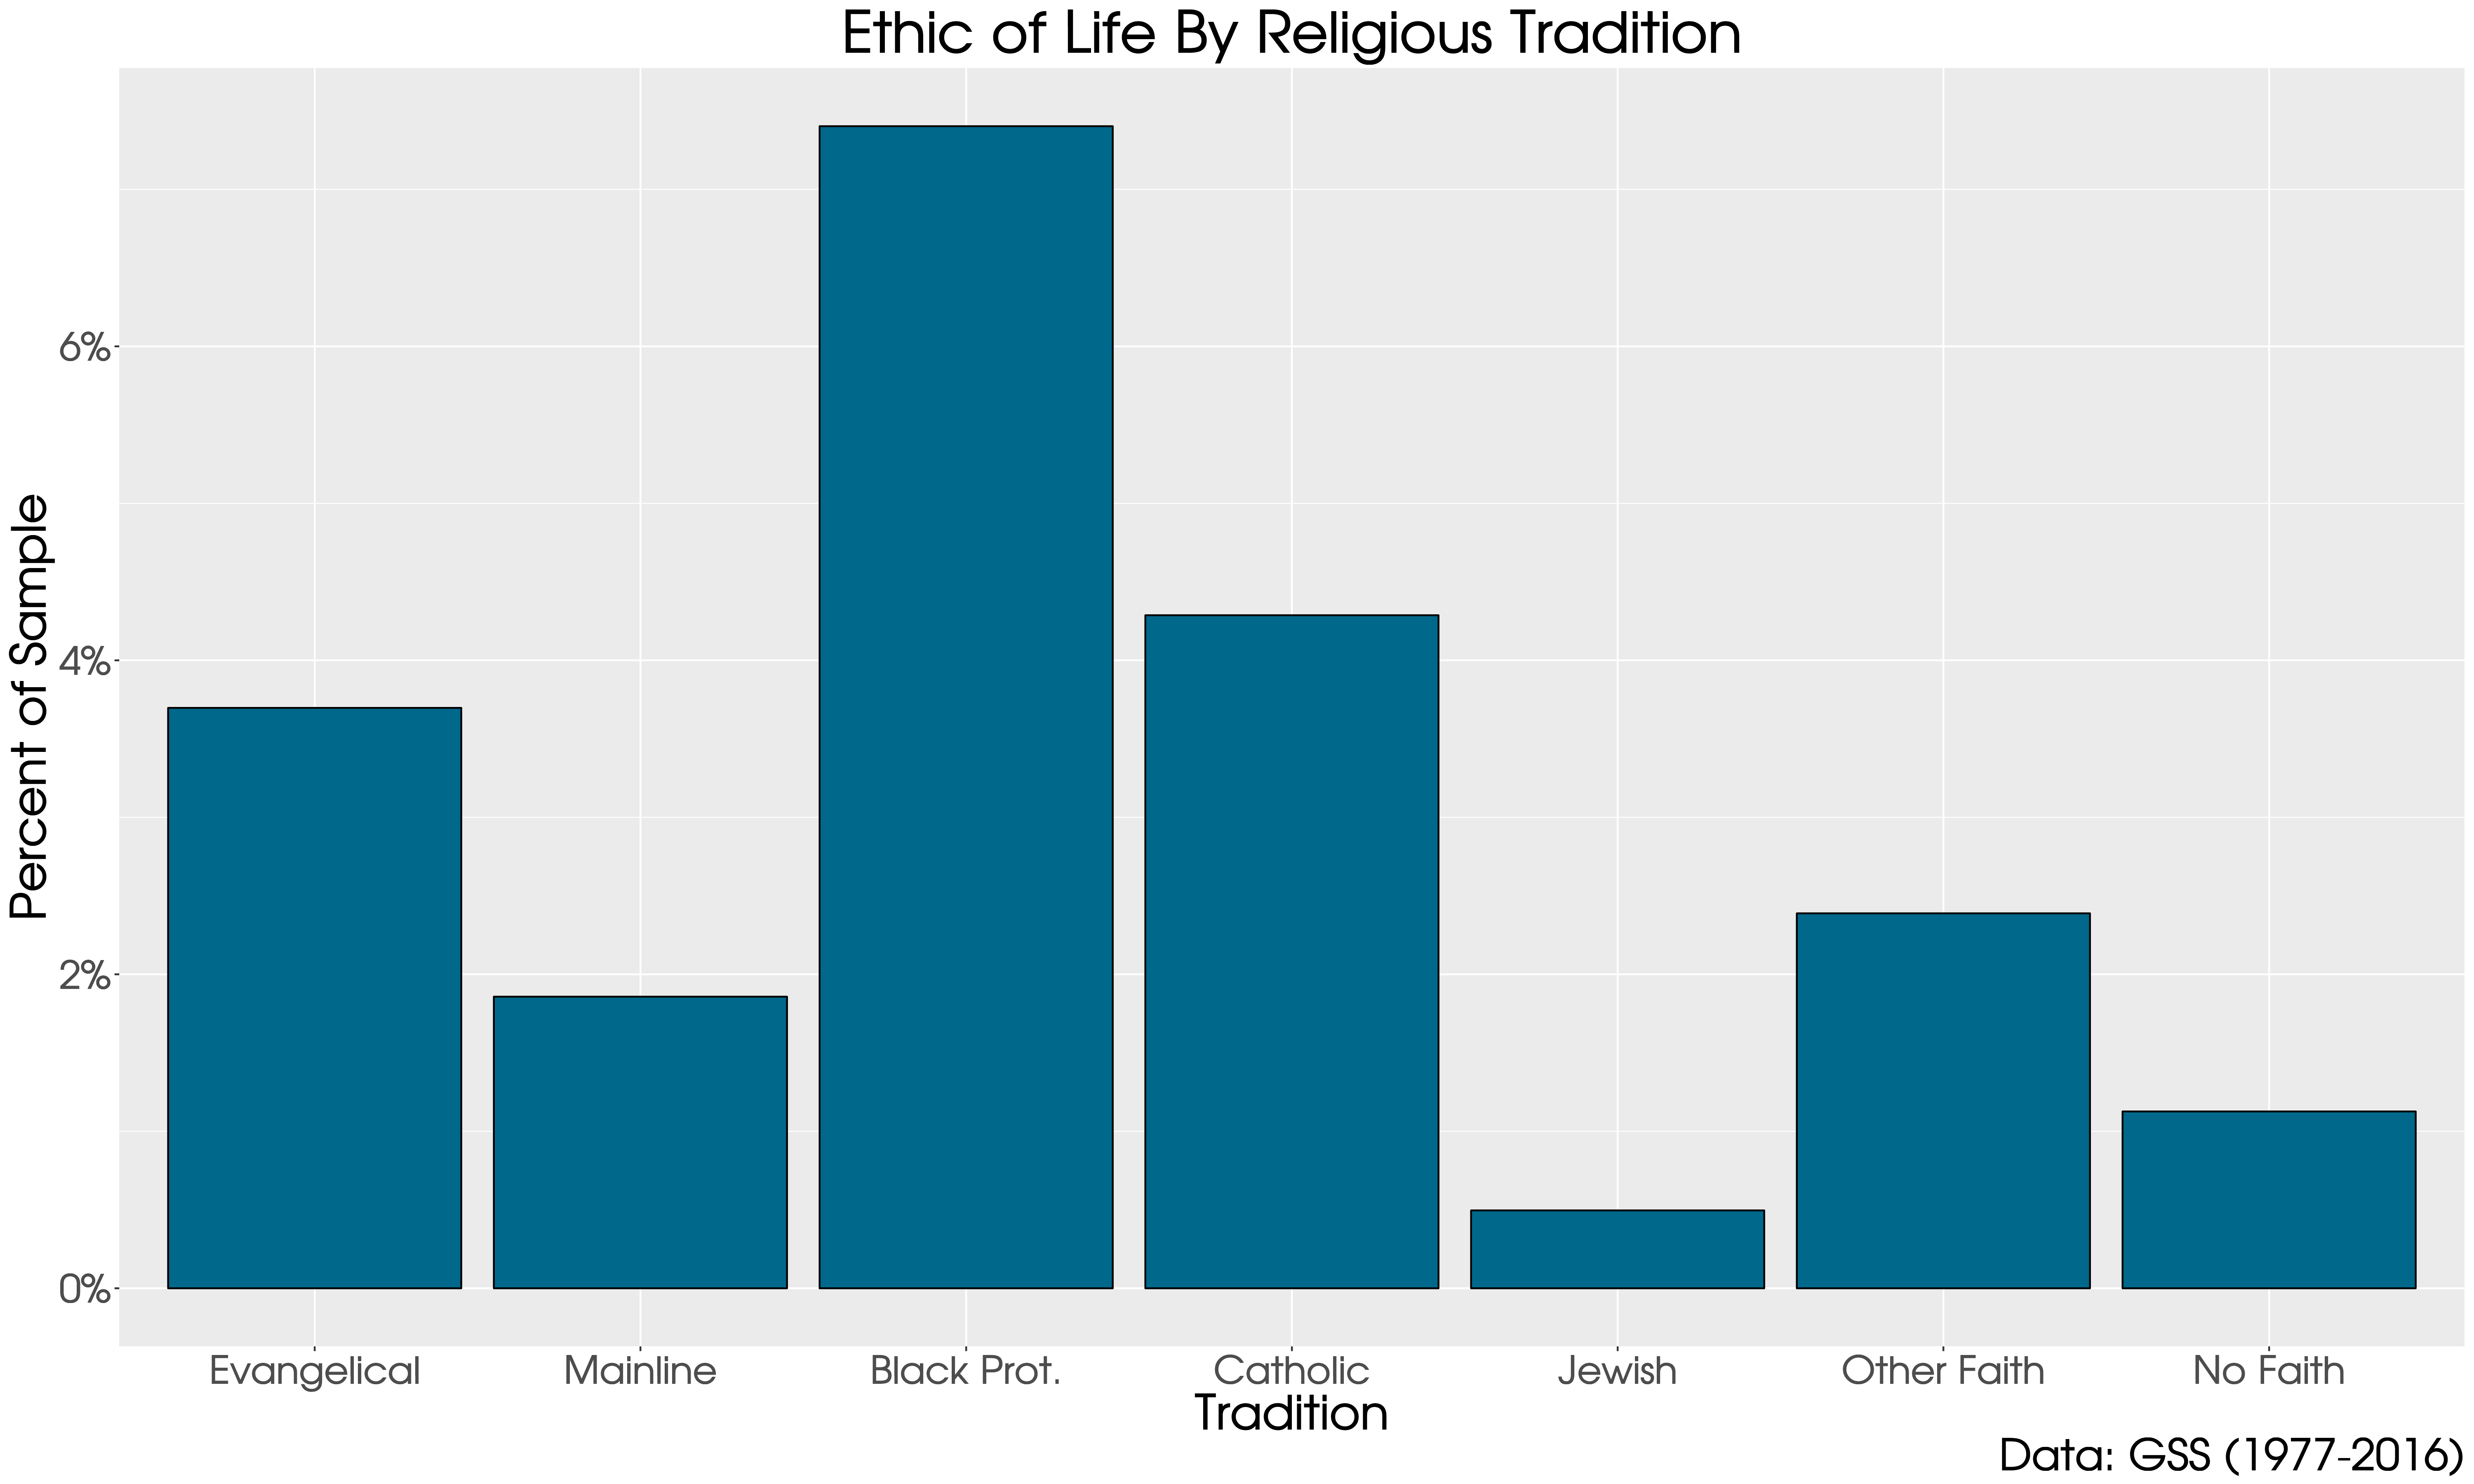 Ethic of Life By Religious Tradition
Percent of Sample
6%
4%
2%
0%
Evangelical Mainline Black Prot. Catholic Jewish Other Faith No Faith
Tradition
Data: GSS (1977-2016)